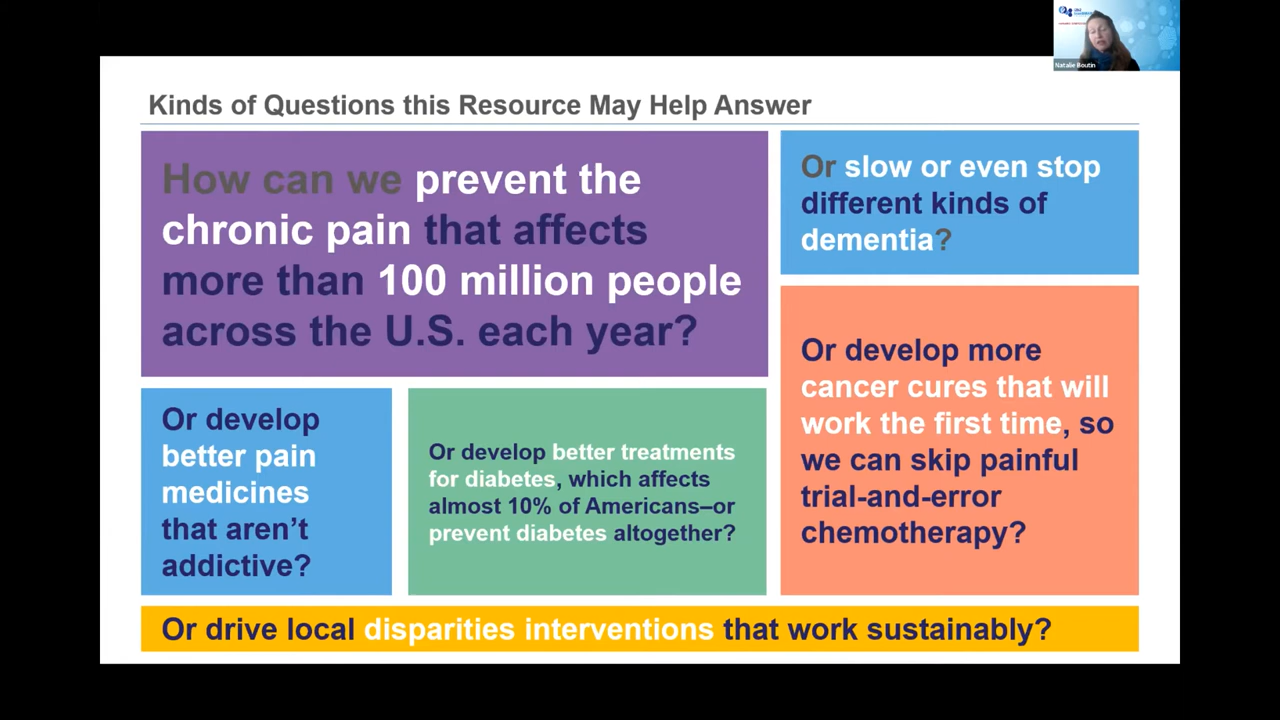 Natalie Boutin
Kinds of Questions this Resource May Help Answer
How can we prevent the
chronic pain that affects
more than 100 million people
across the U.S. each year?
Or slow or even stop
different kinds of
dementia?
Or develop
better pain
medicines
that aren’t
addictive?
Or develop better treatments
for diabetes, which affects
almost 10% of Americans–or
prevent diabetes altogether?
Or develop more
cancer cures that will
work the first time, so
we can skip painful
trial-and-error
chemotherapy?
Or drive local disparities interventions that work sustainably?